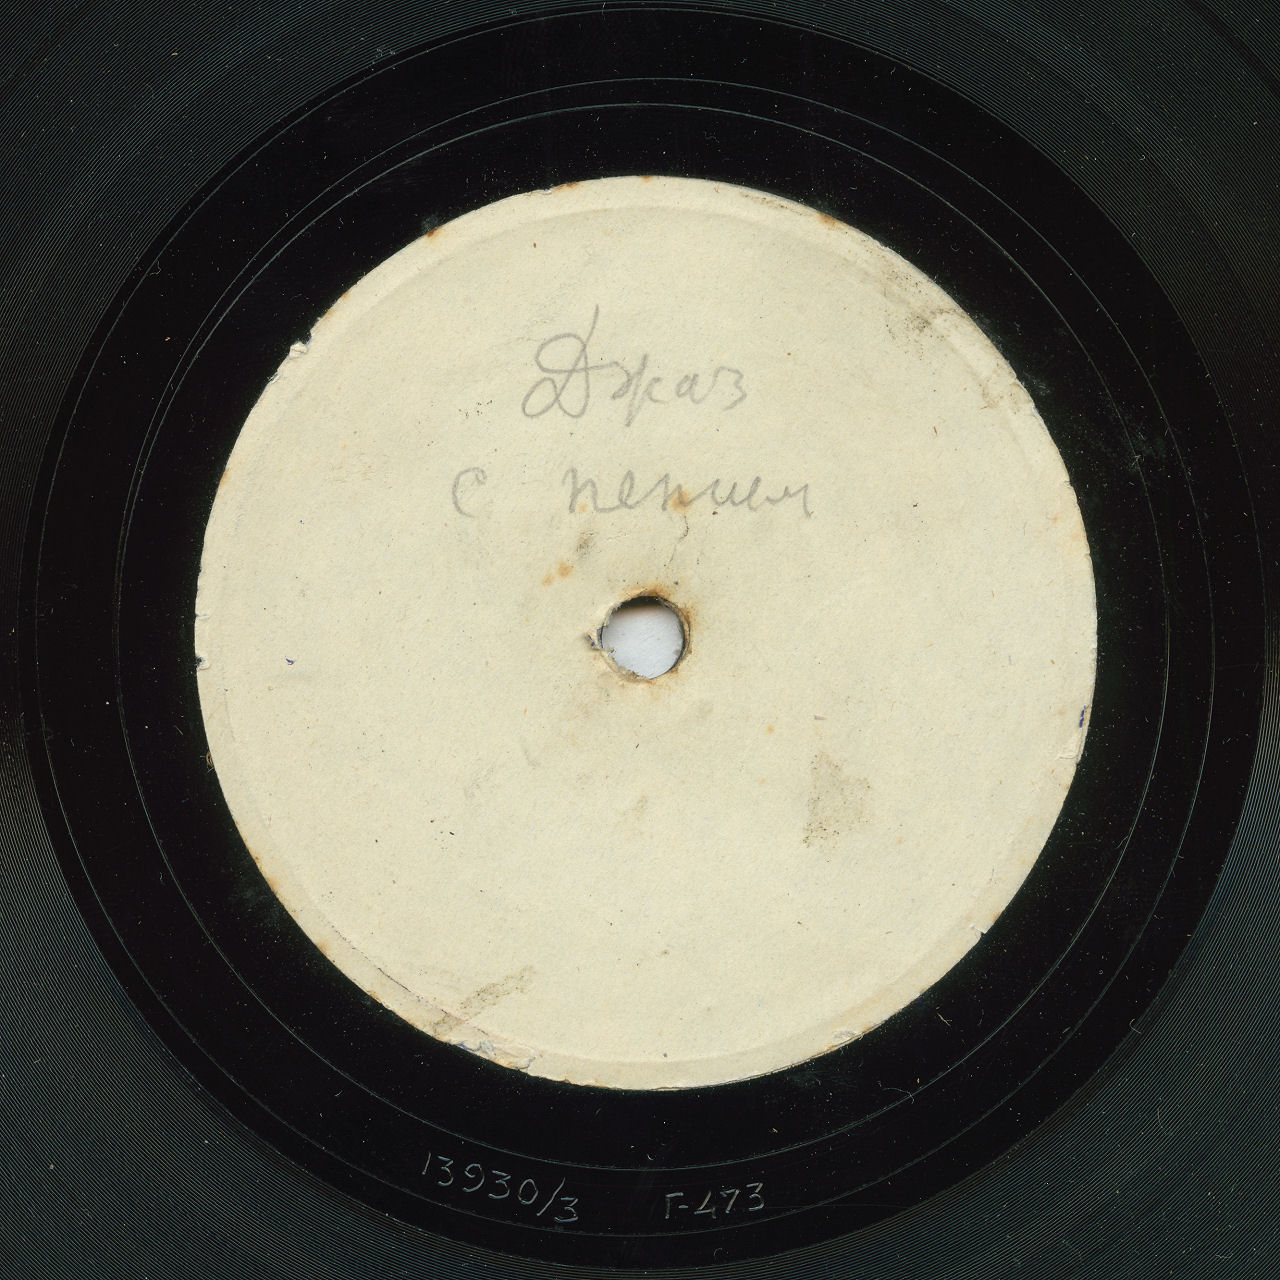 Джаз
с пением
13930/3 Г-473